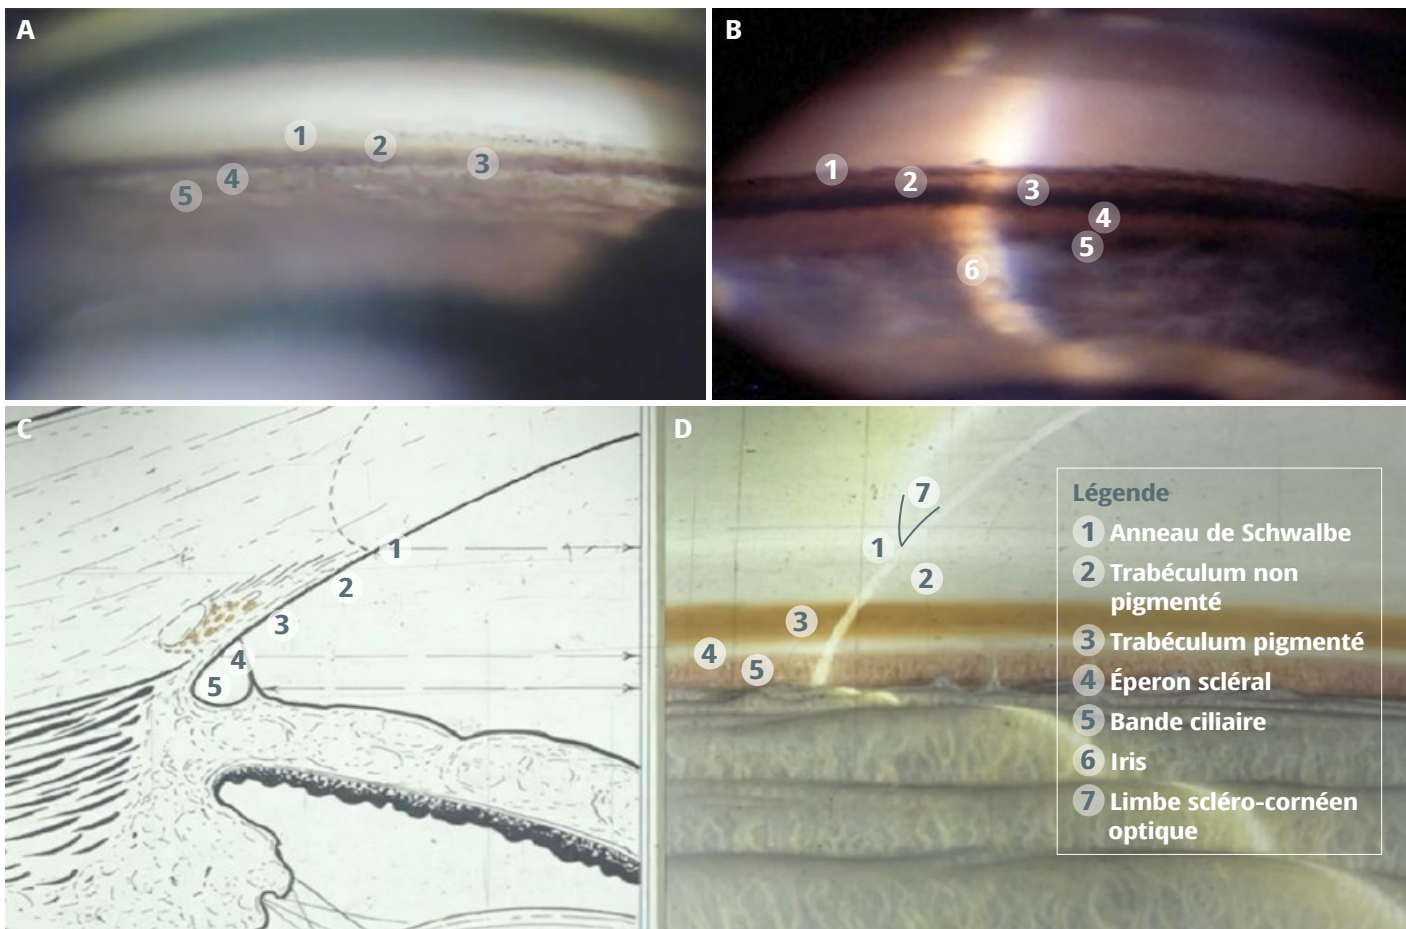 A
1
2
3
4
5
B
1
2
3
4
5
6
C
1
2
3
4
5
D
7
1
2
3
4
5
Légende
1 Anneau de Schwalbe
2 Trabéculum non
pigmenté
3 Trabéculum pigmenté
4 Éperon scléral
5 Bande ciliaire
6 Iris
7 Limbe scléro-cornéen
optique